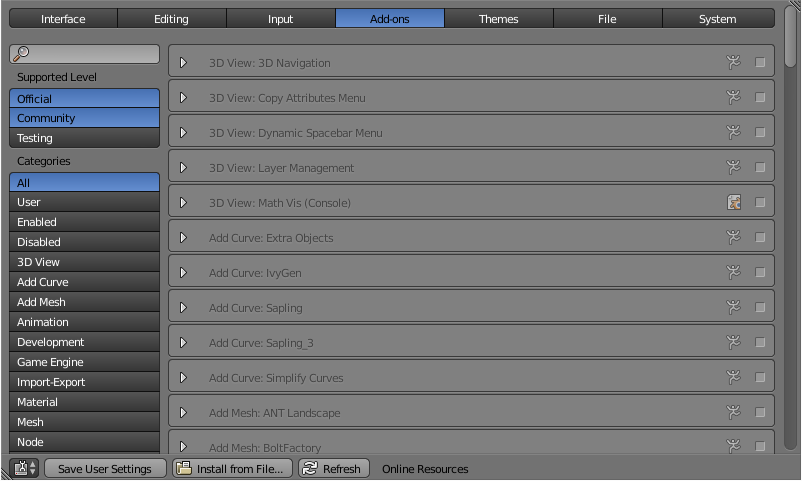 Interface Editing Input Add-ons Themes File System
Supported Level
Official
Community
Testing
Categories
All
User
Enabled
Disabled
3D View
Add Curve
Add Mesh
Animation
Development
Game Engine
Import-Export
Material
Mesh
Node
3D View: 3D Navigation
3D View: Copy Attributes Menu
3D View: Dynamic Spacebar Menu
3D View: Layer Management
3D View: Math Vis (Console)
Add Curve: Extra Objects
Add Curve: IvyGen
Add Curve: Sapling
Add Curve: Sapling_3
Add Curve: Simplify Curves
Add Mesh: ANT Landscape
Add Mesh: BoltFactory
Save User Settings Install from File... Refresh Online Resources